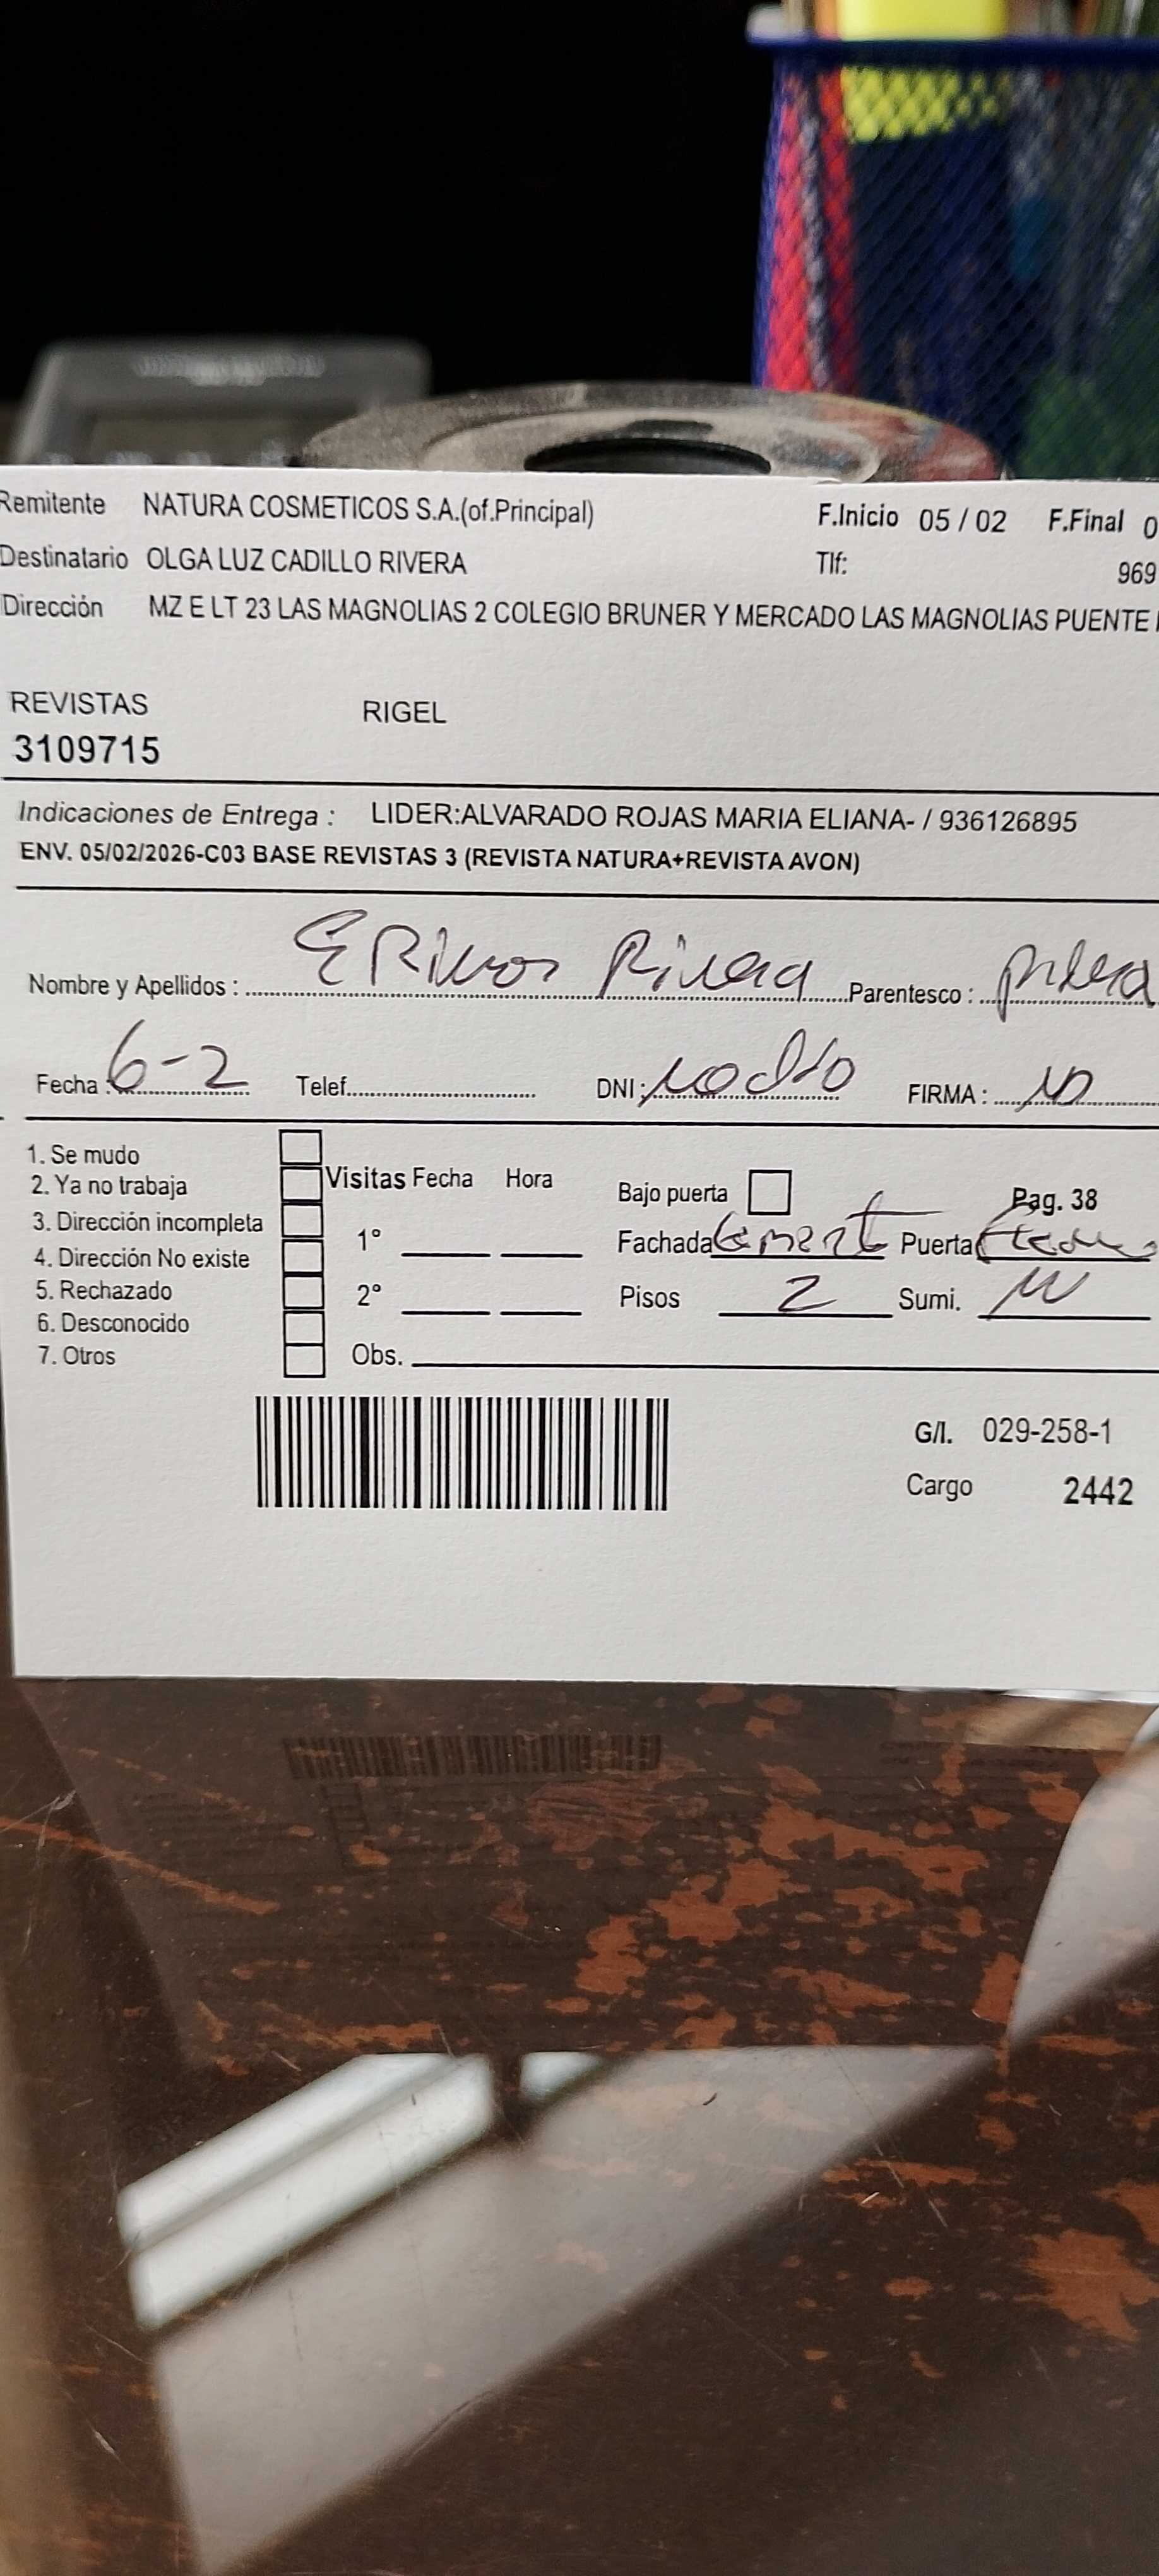 Remitente NATURA COSMETICOS S.A.(of.Principal) F.Inicio 05 / 02 F.Final 0
Destinatario OLGA LUZ CADILLO RIVERA Tlf: 969
Dirección MZ E LT 23 LAS MAGNOLIAS 2 COLEGIO BRUNER Y MERCADO LAS MAGNOLIAS PUENTE
REVISTAS RIGEL
3109715
Indicaciones de Entrega : LIDER:ALVARADO ROJAS MARIA ELIANA- / 936126895
ENV. 05/02/2026-C03 BASE REVISTAS 3 (REVISTA NATURA+REVISTA AVON)
Nombre y Apellidos : Rivera Parentesco :
Fecha : 6-2 Telef. DNI: no dio FIRMA :
1. Se mudo
2. Ya no trabaja Visitas Fecha Hora Bajo puerta Pag. 38
3. Dirección incompleta 1° Fachada Puerta
4. Dirección No existe
5. Rechazado 2° Pisos 2 Sumi.
6. Desconocido
7. Otros Obs.
G/I. 029-258-1
Cargo 2442